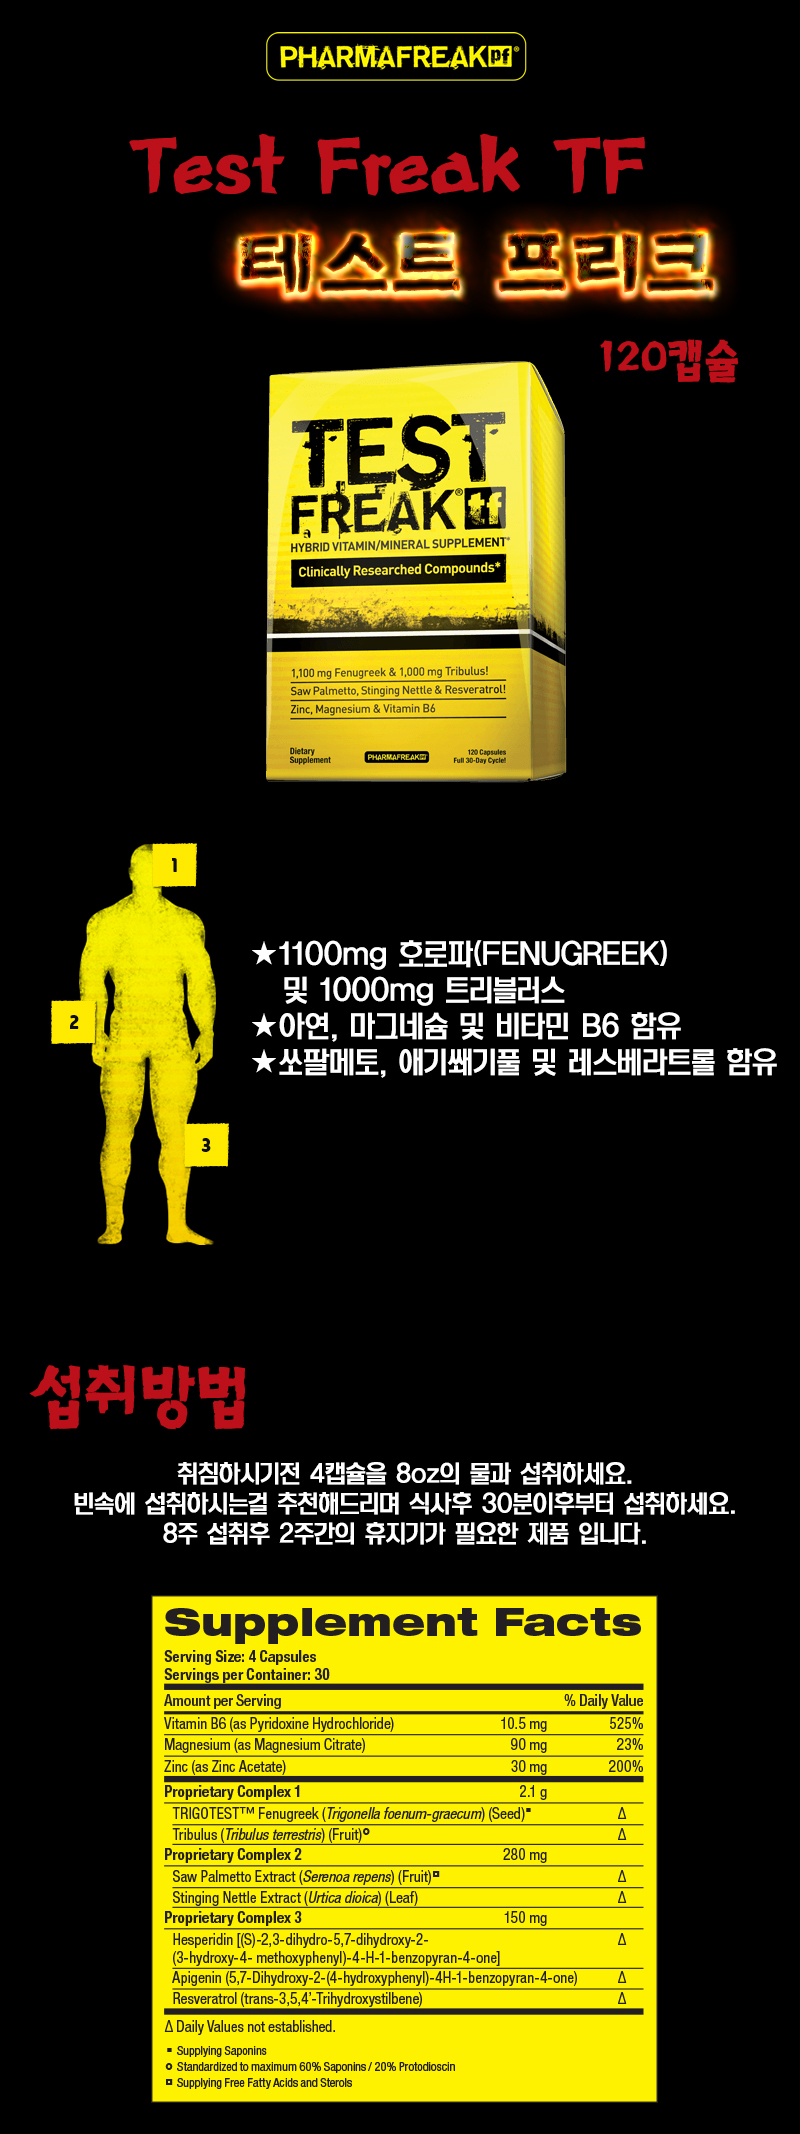 PHARMAFREAK pf®
Test Freak TF
테스트 프리크
120캡슐
TEST
FREAK® tf
HYBRID VITAMIN/MINERAL SUPPLEMENT*
Clinically Researched Compounds*
1,100 mg Fenugreek & 1,000 mg Tribulus!
Saw Palmetto, Stinging Nettle & Resveratrol!
Zinc, Magnesium & Vitamin B6
Dietary
Supplement
PHARMAFREAK pf
120 Capsules
Full 30-Day Cycle!
1
2
3
★1100mg 호로파(FENUGREEK)
및 1000mg 트리블러스
★아연, 마그네슘 및 비타민 B6 함유
★쏘팔메토, 애기쐐기풀 및 레스베라트롤 함유
섭취방법
취침하시기전 4캡슐을 8oz의 물과 섭취하세요.
빈속에 섭취하시는걸 추천해드리며 식사후 30분이후부터 섭취하세요.
8주 섭취후 2주간의 휴지기가 필요한 제품 입니다.
Supplement Facts
Serving Size: 4 Capsules
Servings per Container: 30
Amount per Serving % Daily Value
Vitamin B6 (as Pyridoxine Hydrochloride) 10.5 mg 525%
Magnesium (as Magnesium Citrate) 90 mg 23%
Zinc (as Zinc Acetate) 30 mg 200%
Proprietary Complex 1 2.1 g
TRIGOTEST™ Fenugreek (Trigonella foenum-graecum) (Seed)▪ Δ
Tribulus (Tribulus terrestris) (Fruit)✪ Δ
Proprietary Complex 2 280 mg
Saw Palmetto Extract (Serenoa repens) (Fruit)◘ Δ
Stinging Nettle Extract (Urtica dioica) (Leaf) Δ
Proprietary Complex 3 150 mg
Hesperidin [(S)-2,3-dihydro-5,7-dihydroxy-2- Δ
(3-hydroxy-4- methoxyphenyl)-4-H-1-benzopyran-4-one]
Apigenin (5,7-Dihydroxy-2-(4-hydroxyphenyl)-4H-1-benzopyran-4-one) Δ
Resveratrol (trans-3,5,4'-Trihydroxystilbene) Δ
Δ Daily Values not established.
▪ Supplying Saponins
✪ Standardized to maximum 60% Saponins / 20% Protodioscin
◘ Supplying Free Fatty Acids and Sterols